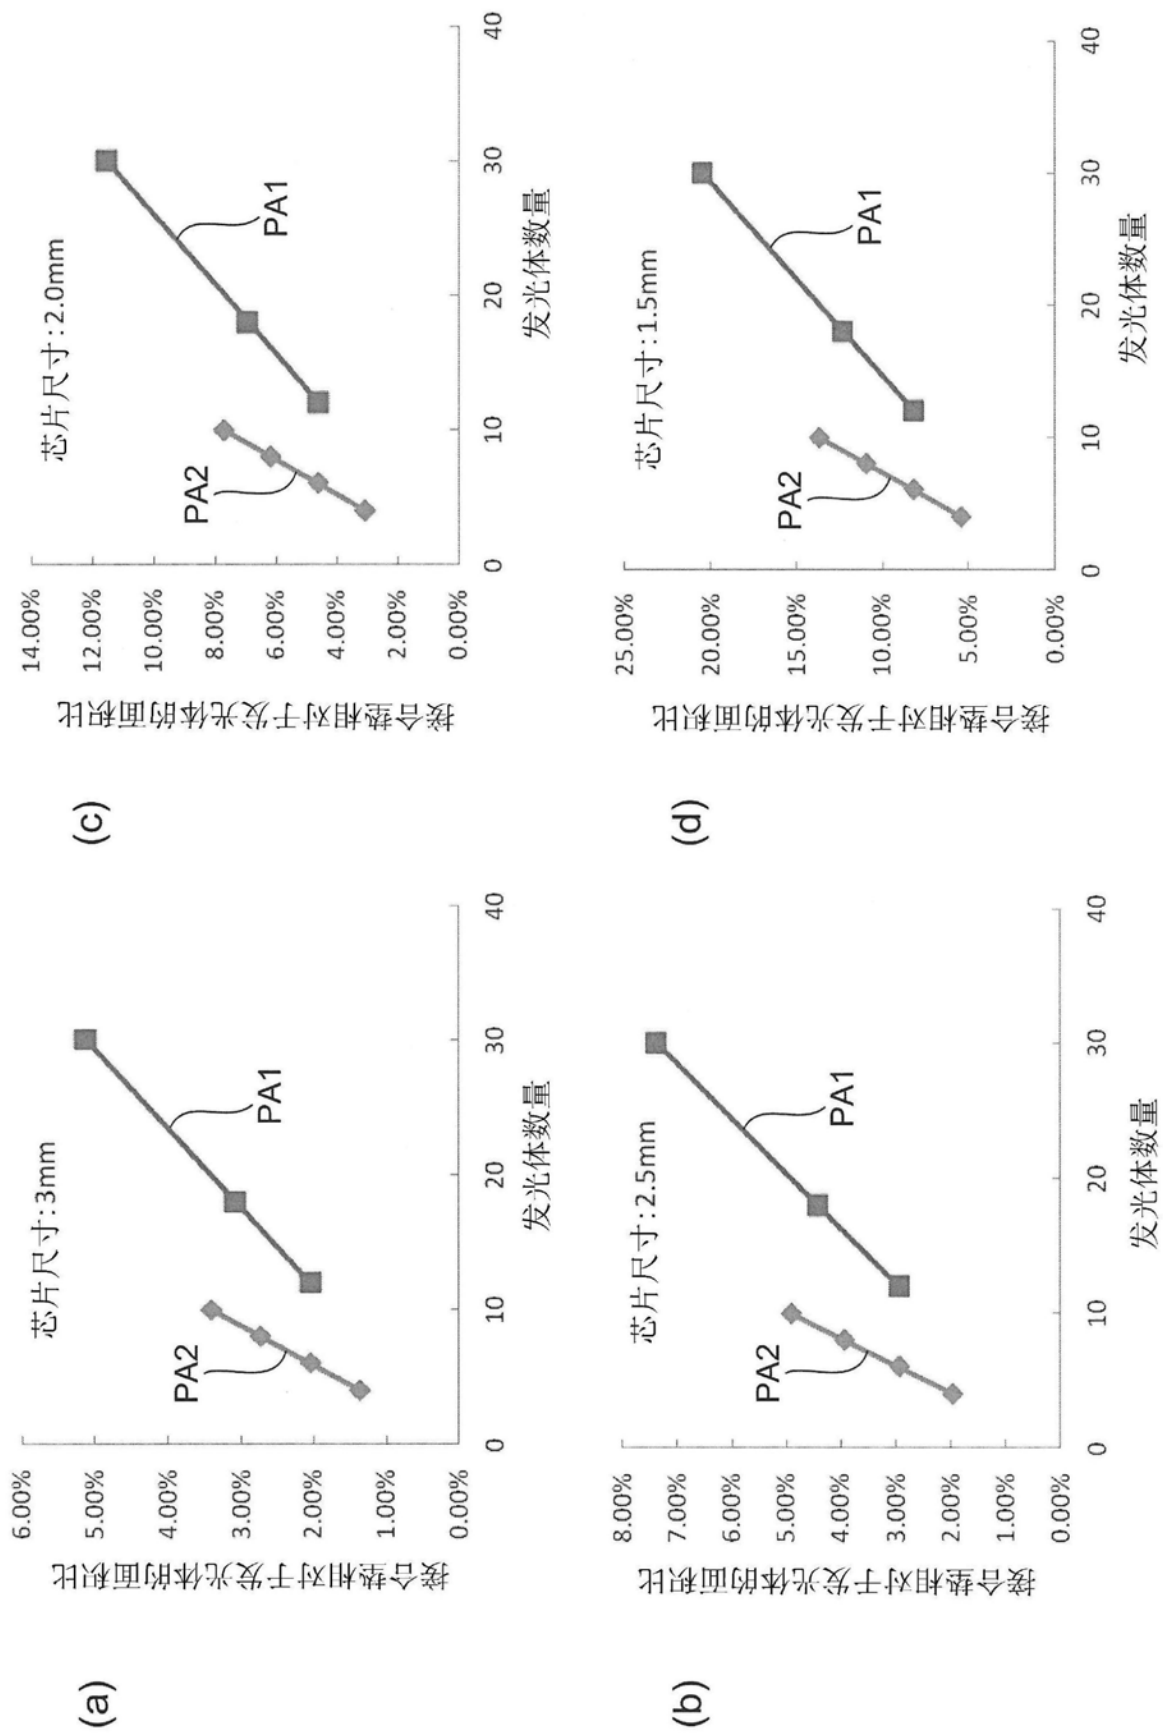 (a)
芯片尺寸:3mm
接合垫相对于发光体的面积比
6.00%
5.00%
4.00%
3.00%
2.00%
1.00%
0.00%
PA2
PA1
0
10
20
30
40
发光体数量
(b)
芯片尺寸:2.5mm
接合垫相对于发光体的面积比
8.00%
7.00%
6.00%
5.00%
4.00%
3.00%
2.00%
1.00%
0.00%
PA2
PA1
0
10
20
30
40
发光体数量
(c)
芯片尺寸:2.0mm
接合垫相对于发光体的面积比
14.00%
12.00%
10.00%
8.00%
6.00%
4.00%
2.00%
0.00%
PA2
PA1
0
10
20
30
40
发光体数量
(d)
芯片尺寸:1.5mm
接合垫相对于发光体的面积比
25.00%
20.00%
15.00%
10.00%
5.00%
0.00%
PA2
PA1
0
10
20
30
40
发光体数量